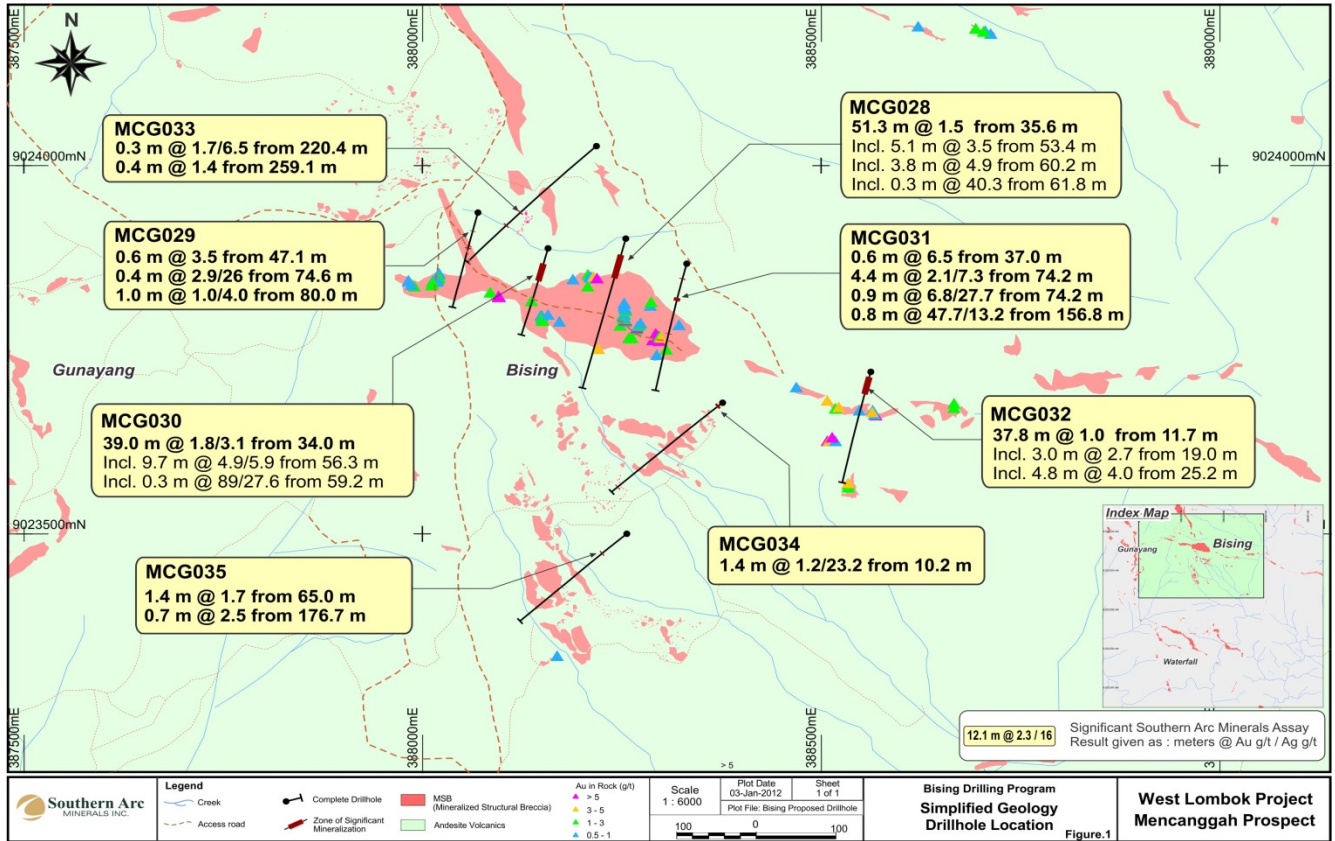 N
387500mE
388000mE
388500mE
389000mE
9024000mN
9024000mN
9023500mN
MCG033
0.3 m @ 1.7/6.5 from 220.4 m
0.4 m @ 1.4 from 259.1 m
MCG028
51.3 m @ 1.5 from 35.6 m
Incl. 5.1 m @ 3.5 from 53.4 m
Incl. 3.8 m @ 4.9 from 60.2 m
Incl. 0.3 m @ 40.3 from 61.8 m
MCG029
0.6 m @ 3.5 from 47.1 m
0.4 m @ 2.9/26 from 74.6 m
1.0 m @ 1.0/4.0 from 80.0 m
MCG031
0.6 m @ 6.5 from 37.0 m
4.4 m @ 2.1/7.3 from 74.2 m
0.9 m @ 6.8/27.7 from 74.2 m
0.8 m @ 47.7/13.2 from 156.8 m
Gunayang
Bising
MCG030
39.0 m @ 1.8/3.1 from 34.0 m
Incl. 9.7 m @ 4.9/5.9 from 56.3 m
Incl. 0.3 m @ 89/27.6 from 59.2 m
MCG032
37.8 m @ 1.0 from 11.7 m
Incl. 3.0 m @ 2.7 from 19.0 m
Incl. 4.8 m @ 4.0 from 25.2 m
MCG034
1.4 m @ 1.2/23.2 from 10.2 m
MCG035
1.4 m @ 1.7 from 65.0 m
0.7 m @ 2.5 from 176.7 m
Index Map
Gunayang
Bising
Waterfall
12.1 m @ 2.3 / 16
Significant Southern Arc Minerals Assay
Result given as : meters @ Au g/t / Ag g/t
387500mE
388000mE
388500mE
> 5
Southern Arc
MINERALS INC.
Legend
Creek
Access road
Complete Drillhole
Zone of Significant
Mineralization
MSB
(Mineralized Structural Breccia)
Andesite Volcanics
Au in Rock (g/t)
> 5
3 - 5
1 - 3
0.5 - 1
Scale
1 : 6000
Plot Date
03-Jan-2012
Sheet
1 of 1
Plot File: Bising Proposed Drillhole
100 0 100
Bising Drilling Program
Simplified Geology
Drillhole Location
Figure.1
West Lombok Project
Mencanggah Prospect